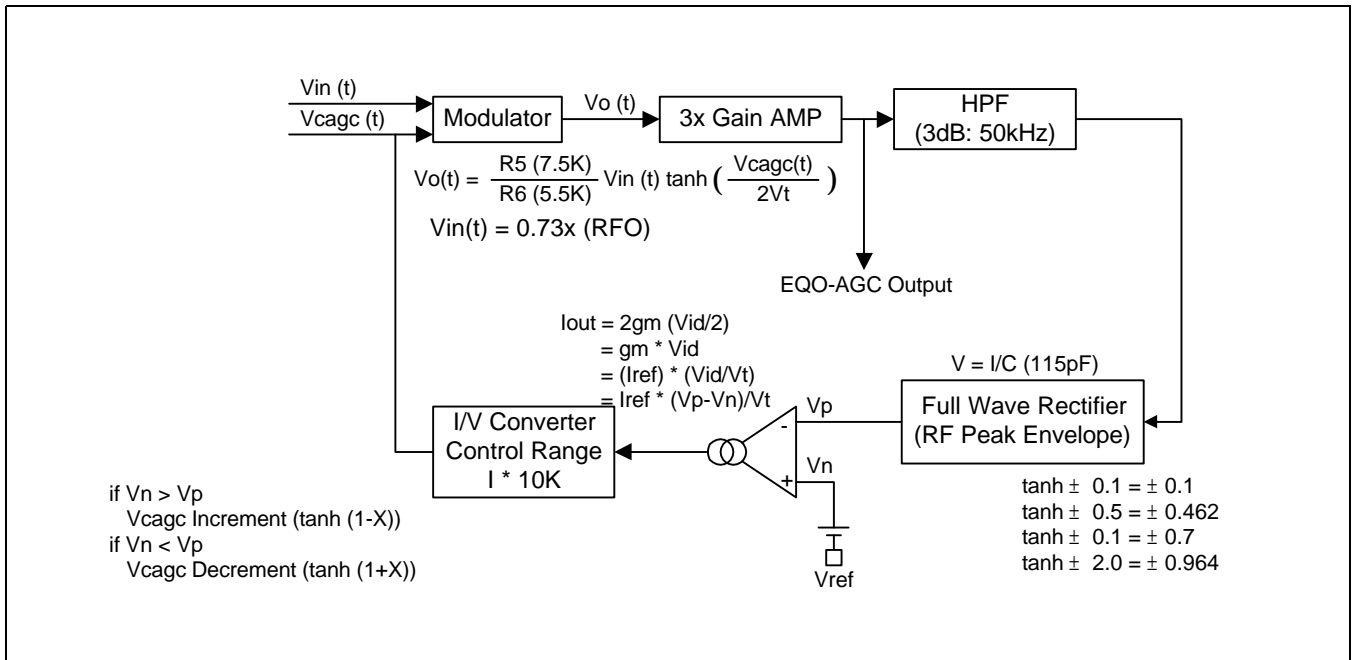 Vin (t)
Vcagc (t)
Modulator
Vo (t)
3x Gain AMP
HPF
(3dB: 50kHz)
Vo(t) = R5 (7.5K) / R6 (5.5K) Vin (t) tanh ( Vcagc(t) / 2Vt )
Vin(t) = 0.73x (RFO)
EQO-AGC Output
Iout = 2gm (Vid/2)
= gm * Vid
= (Iref) * (Vid/Vt)
= Iref * (Vp-Vn)/Vt
V = I/C (115pF)
Full Wave Rectifier
(RF Peak Envelope)
Vp
-
Vn
+
Vref
I/V Converter
Control Range
I * 10K
if Vn > Vp
Vcagc Increment (tanh (1-X))
if Vn < Vp
Vcagc Decrement (tanh (1+X))
tanh ± 0.1 = ± 0.1
tanh ± 0.5 = ± 0.462
tanh ± 0.1 = ± 0.7
tanh ± 2.0 = ± 0.964